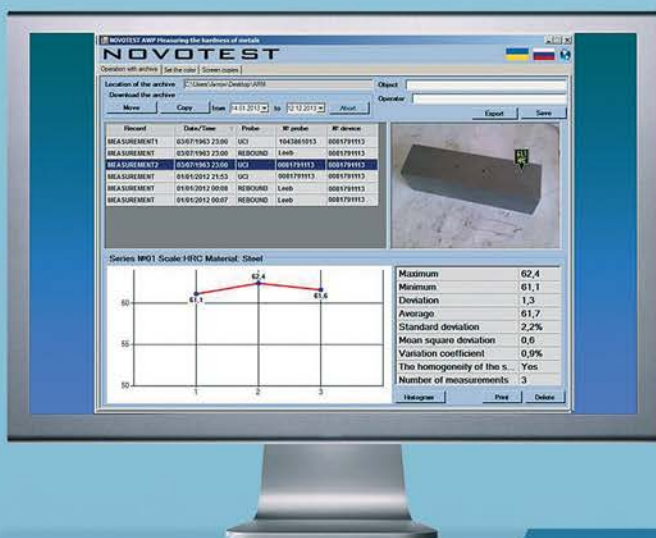 NOVOTEST AWP Measuring the hardness of metals
NOVOTEST
Operation with archive Set the color Screen copies
Location of the archive
Object
Download the archive
Operator
Move Copy from 14.01.2013 to 12.12.2013 Abort
Export Save
Record Date/Time Probe № probe № device
MEASUREMENT1 03/07/1963 23:00 UCI 1043861013 0081791113
MEASUREMENT 03/07/1963 23:00 REBOUND Leeb 0081791113
MEASUREMENT2 03/07/1963 23:00 UCI 0081791113 0081791113
MEASUREMENT 01/01/2012 21:53 UCI 0081791113 0081791113
MEASUREMENT 01/01/2012 00:08 REBOUND Leeb 0081791113
MEASUREMENT 01/01/2012 00:07 REBOUND Leeb 0081791113
Series №01 Scale:HRC Material: Steel
60
55
50
61,1
62,4
61,6
1 2 3
Maximum 62,4
Minimum 61,1
Deviation 1,3
Average 61,7
Standard deviation 2,2%
Mean square deviation 0,6
Variation coefficient 0,9%
The homogeneity of the s... Yes
Number of measurements 3
Histogram Print Delete